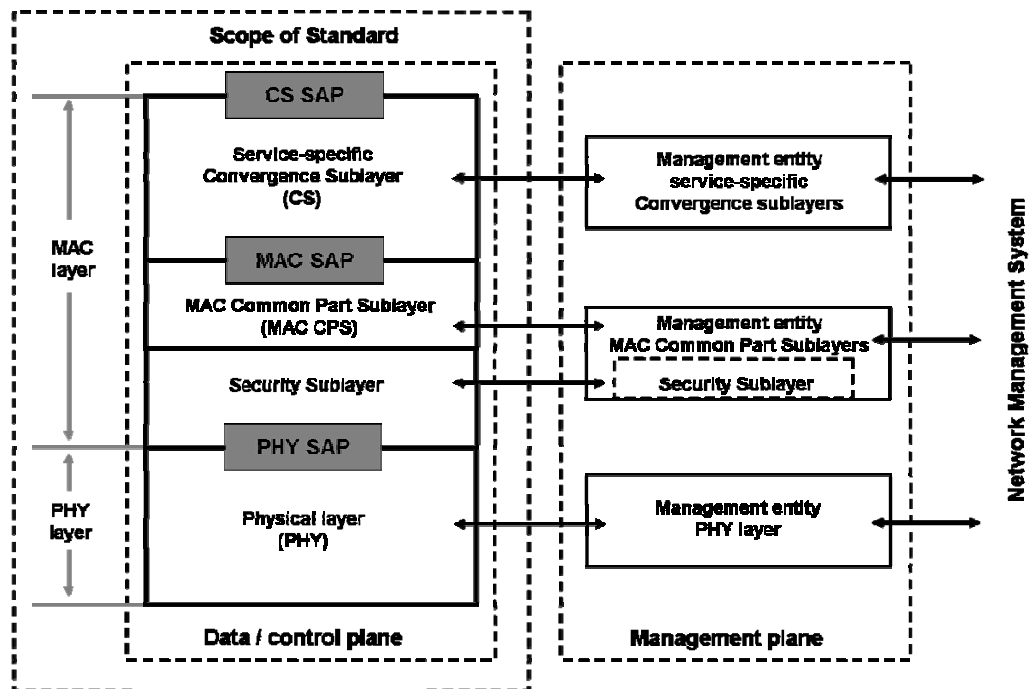 Scope of Standard
CS SAP
Service-specific
Convergence Sublayer
(CS)
MAC
layer
MAC SAP
MAC Common Part Sublayer
(MAC CPS)
Security Sublayer
PHY SAP
PHY
layer
Physical layer
(PHY)
Data / control plane
Management entity
service-specific
Convergence sublayers
Management entity
MAC Common Part Sublayers
Security Sublayer
Management entity
PHY layer
Management plane
Network Management System